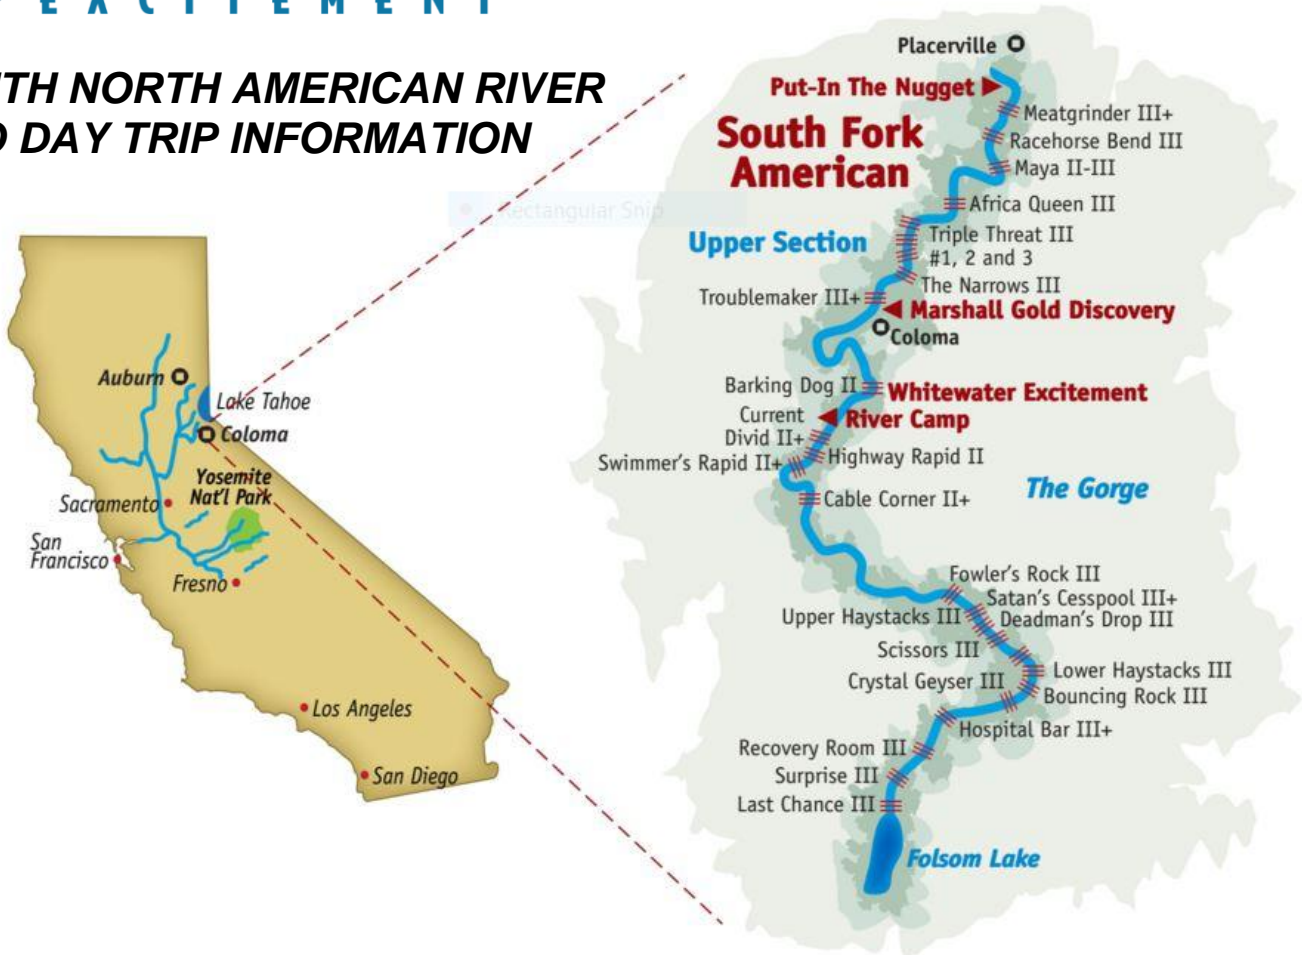 E X C I T E M E N T
TH NORTH AMERICAN RIVER
DAY TRIP INFORMATION
Rectangular Snip
Auburn
Lake Tahoe
Coloma
Yosemite
Nat'l Park
Sacramento
San
Francisco
Fresno
Los Angeles
San Diego
Placerville
Put-In The Nugget
South Fork
American
Meatgrinder III+
Racehorse Bend III
Maya II-III
Africa Queen III
Upper Section
Triple Threat III
#1, 2 and 3
The Narrows III
Troublemaker III+
Marshall Gold Discovery
Coloma
Barking Dog II
Whitewater Excitement
River Camp
Current
Divid II+
Highway Rapid II
Swimmer's Rapid II+
The Gorge
Cable Corner II+
Fowler's Rock III
Satan's Cesspool III+
Upper Haystacks III
Deadman's Drop III
Scissors III
Lower Haystacks III
Crystal Geyser III
Bouncing Rock III
Hospital Bar III+
Recovery Room III
Surprise III
Last Chance III
Folsom Lake